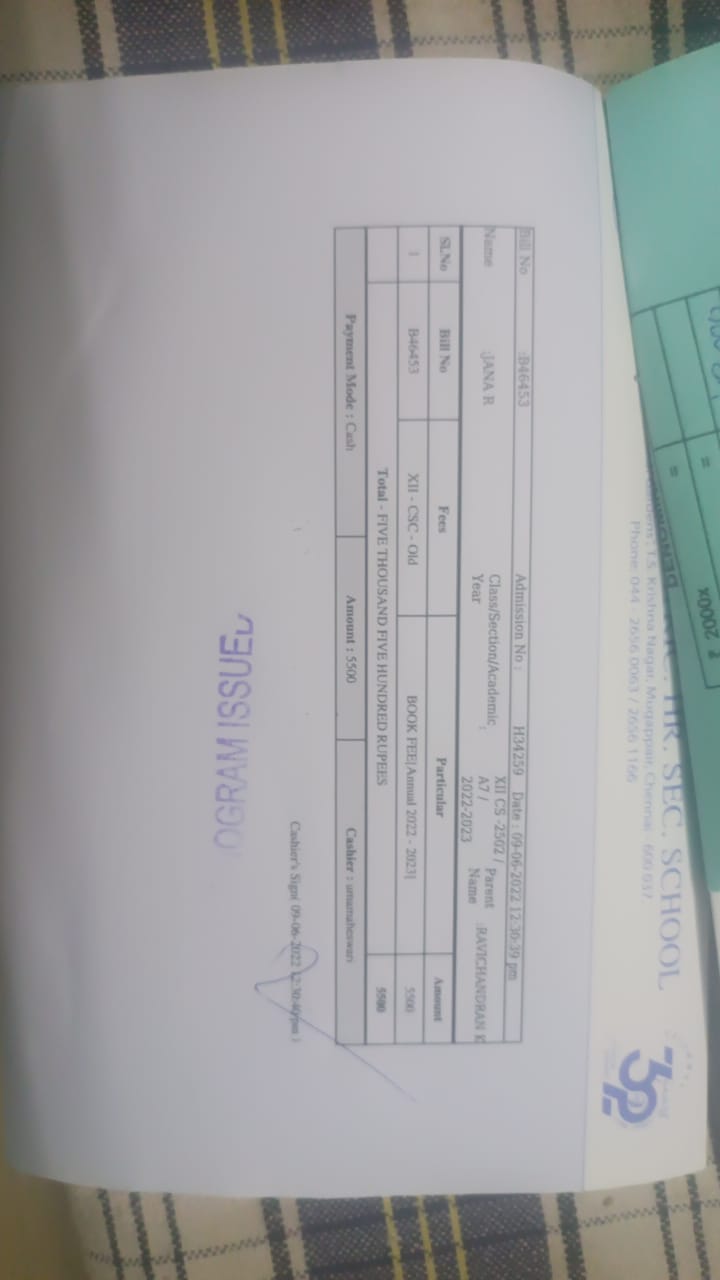 HR. SEC. SCHOOL
T.S. Krishna Nagar, Mugappair, Chennai - 600 037.
Phone: 044 - 2656 0063 / 2656 1166
32
Bill No :B46453 Admission No : H34259 Date : 09-06-2022 12:30:39 pm
Name :JANA R Class/Section/Academic Year : XII CS -2502 / A7 / 2022-2023 Parent Name :RAVICHANDRAN K
SI.No Bill No Fees Particular Amount
1 B46453 XII - CSC - Old BOOK FEE[Annual 2022 - 2023] 5500
Total - FIVE THOUSAND FIVE HUNDRED RUPEES 5500
Payment Mode : Cash Amount : 5500 Cashier : umamaheswari
Cashier's Sign( 09-06-2022 12:30:40pm )
OGRAM ISSUED
₹ 2000x
=
=